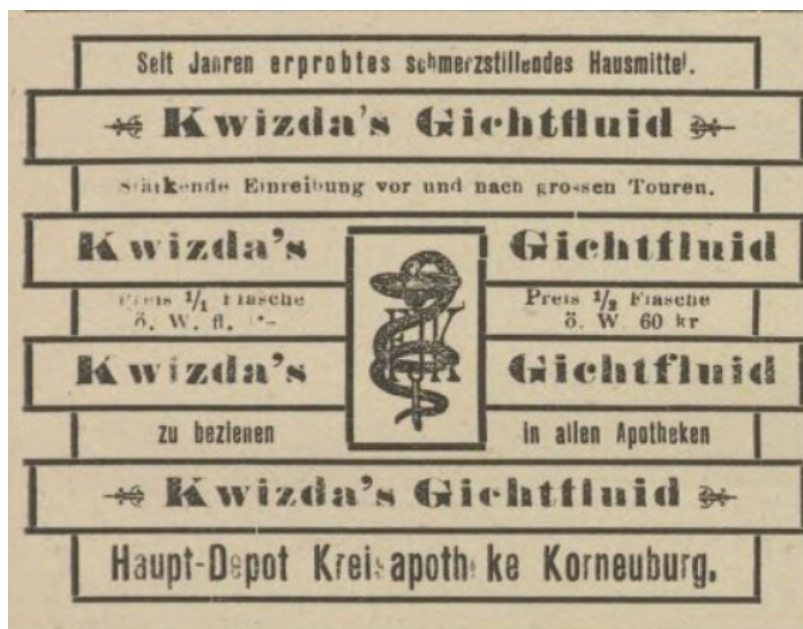 Seit Jahren erprobtes schmerzstillendes Hausmittel.
Kwizda's Gichtfluid
Stärkende Einreibung vor und nach grossen Touren.
Kwizda's Gichtfluid
Preis 1/1 Flasche Preis 1/2 Flasche
ö. W. fl. ö. W. 60 kr
Kwizda's Gichtfluid
zu beziehen in allen Apotheken
Kwizda's Gichtfluid
Haupt-Depot Kreisapotheke Korneuburg.